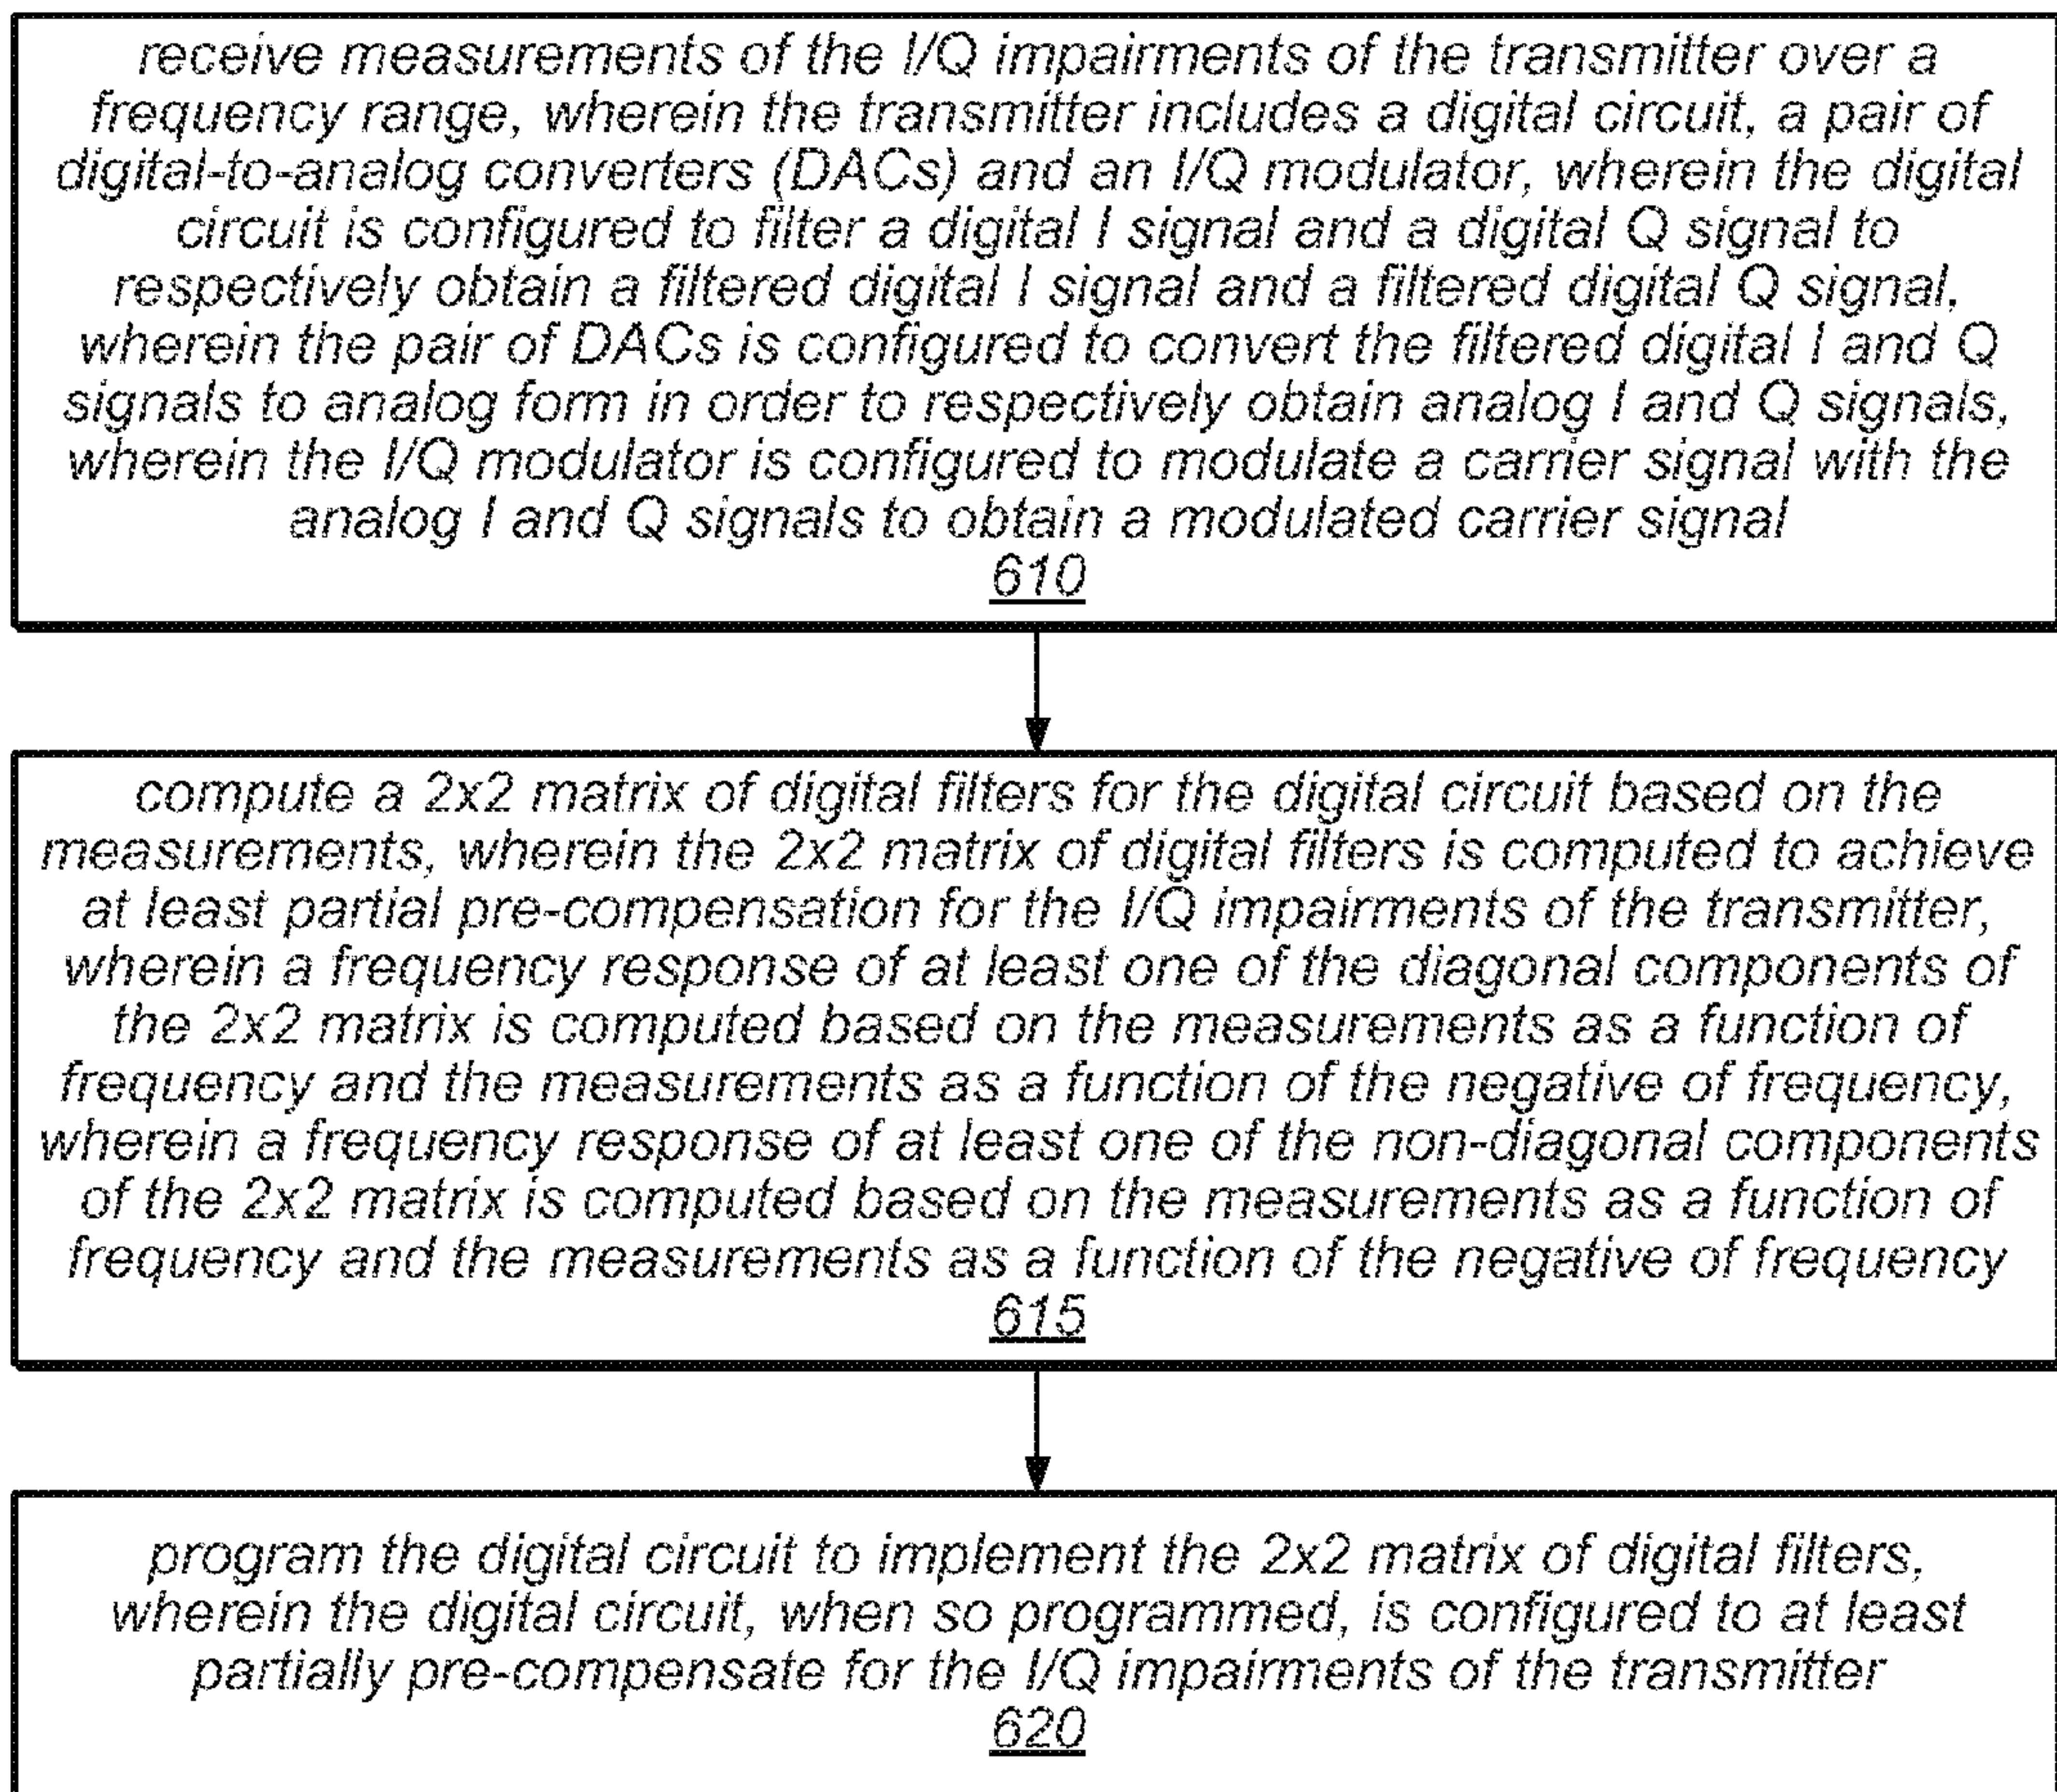 receive measurements of the I/Q impairments of the transmitter over a
frequency range, wherein the transmitter includes a digital circuit, a pair of
digital-to-analog converters (DACs) and an I/Q modulator, wherein the digital
circuit is configured to filter a digital I signal and a digital Q signal to
respectively obtain a filtered digital I signal and a filtered digital Q signal,
wherein the pair of DACs is configured to convert the filtered digital I and Q
signals to analog form in order to respectively obtain analog I and Q signals,
wherein the I/Q modulator is configured to modulate a carrier signal with the
analog I and Q signals to obtain a modulated carrier signal
610
compute a 2x2 matrix of digital filters for the digital circuit based on the
measurements, wherein the 2x2 matrix of digital filters is computed to achieve
at least partial pre-compensation for the I/Q impairments of the transmitter,
wherein a frequency response of at least one of the diagonal components of
the 2x2 matrix is computed based on the measurements as a function of
frequency and the measurements as a function of the negative of frequency,
wherein a frequency response of at least one of the non-diagonal components
of the 2x2 matrix is computed based on the measurements as a function of
frequency and the measurements as a function of the negative of frequency
615
program the digital circuit to implement the 2x2 matrix of digital filters,
wherein the digital circuit, when so programmed, is configured to at least
partially pre-compensate for the I/Q impairments of the transmitter
620